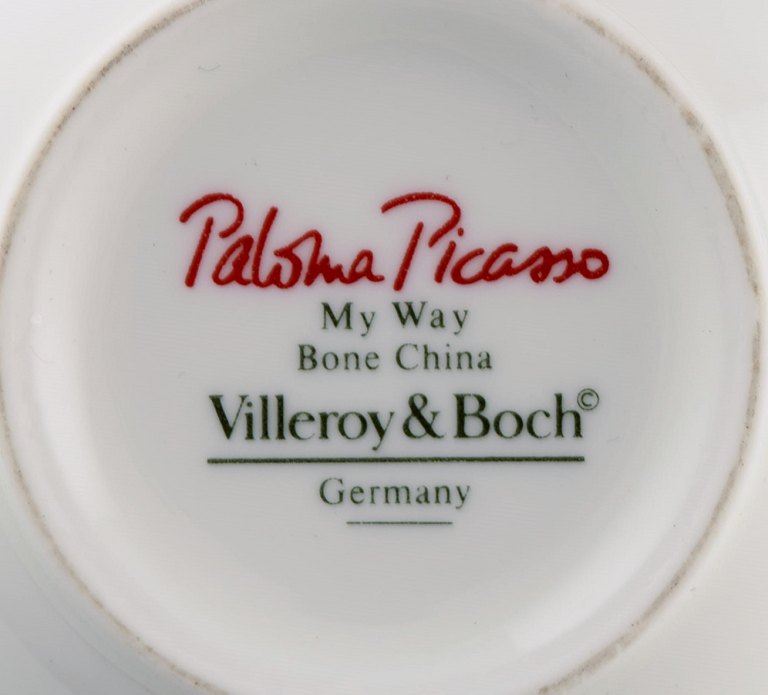 Paloma Picasso
My Way
Bone China
Villeroy & Boch©
Germany